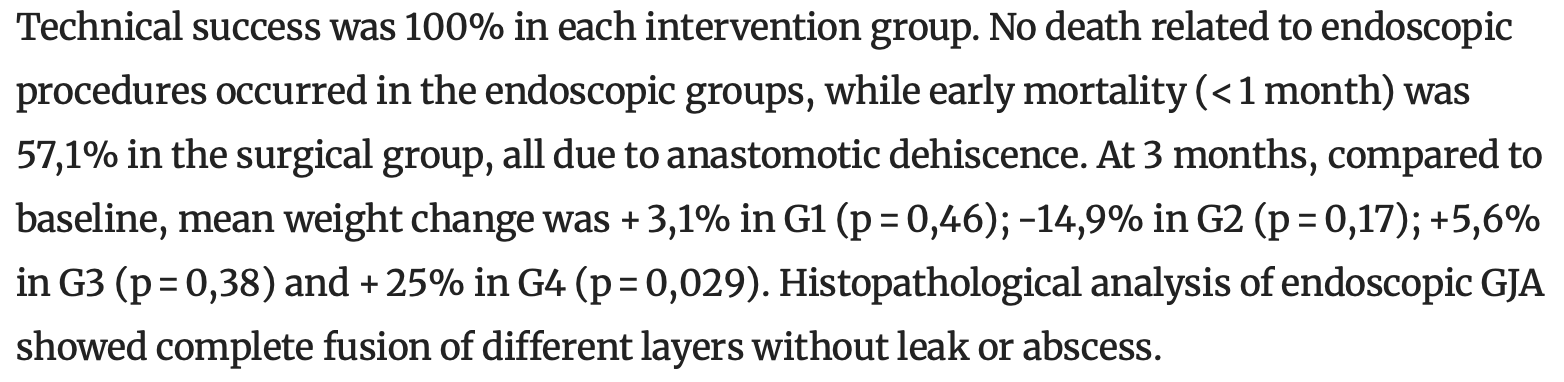 Technical success was 100% in each intervention group. No death related to endoscopic
procedures occurred in the endoscopic groups, while early mortality (< 1 month) was
57,1% in the surgical group, all due to anastomotic dehiscence. At 3 months, compared to
baseline, mean weight change was + 3,1% in G1 (p = 0,46); −14,9% in G2 (p = 0,17); +5,6%
in G3 (p = 0,38) and + 25% in G4 (p = 0,029). Histopathological analysis of endoscopic GJA
showed complete fusion of different layers without leak or abscess.